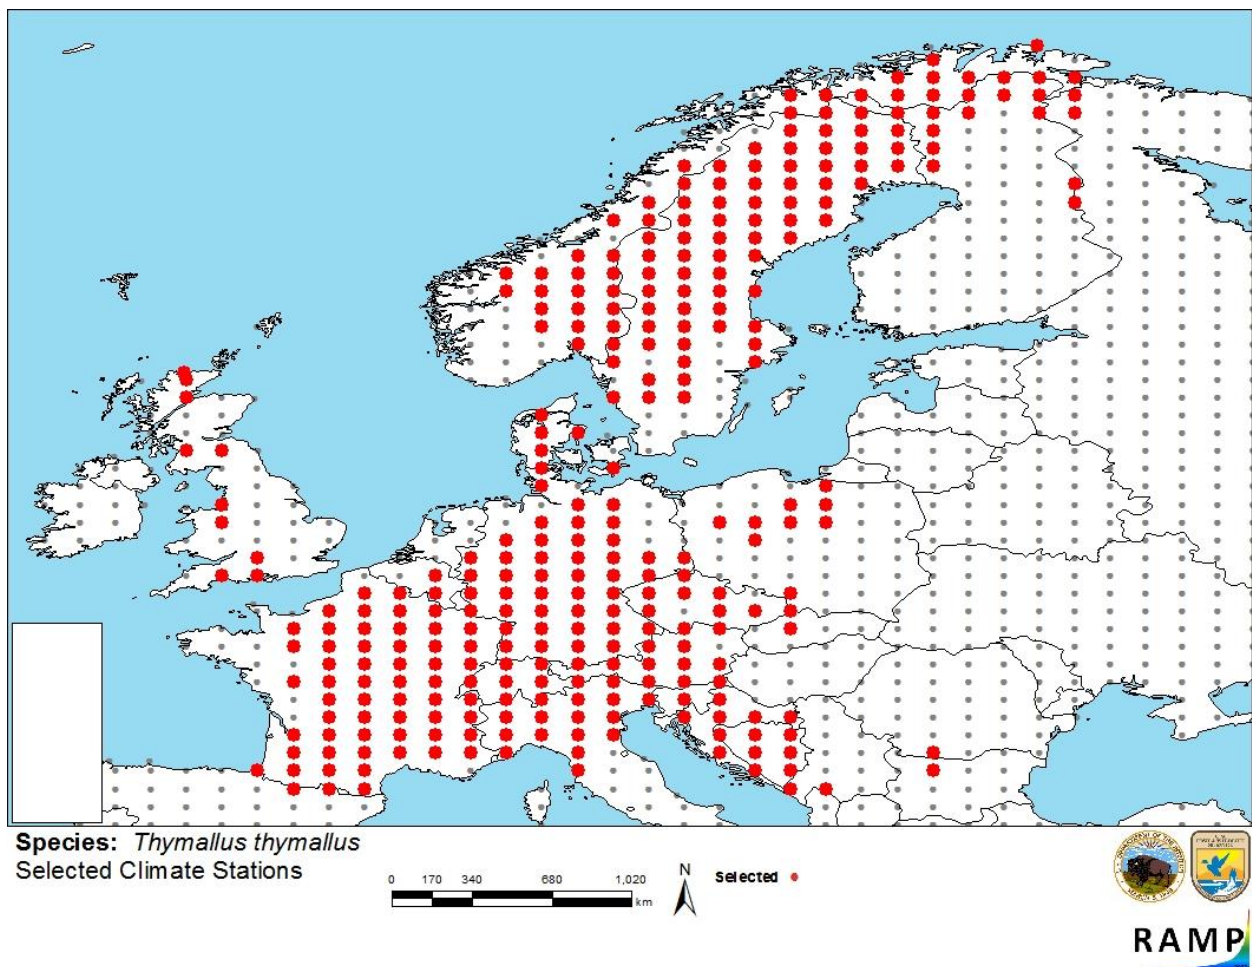 Species: Thymallus thymallus
Selected Climate Stations
0 170 340 680 1,020
km
N
Selected
RAMP